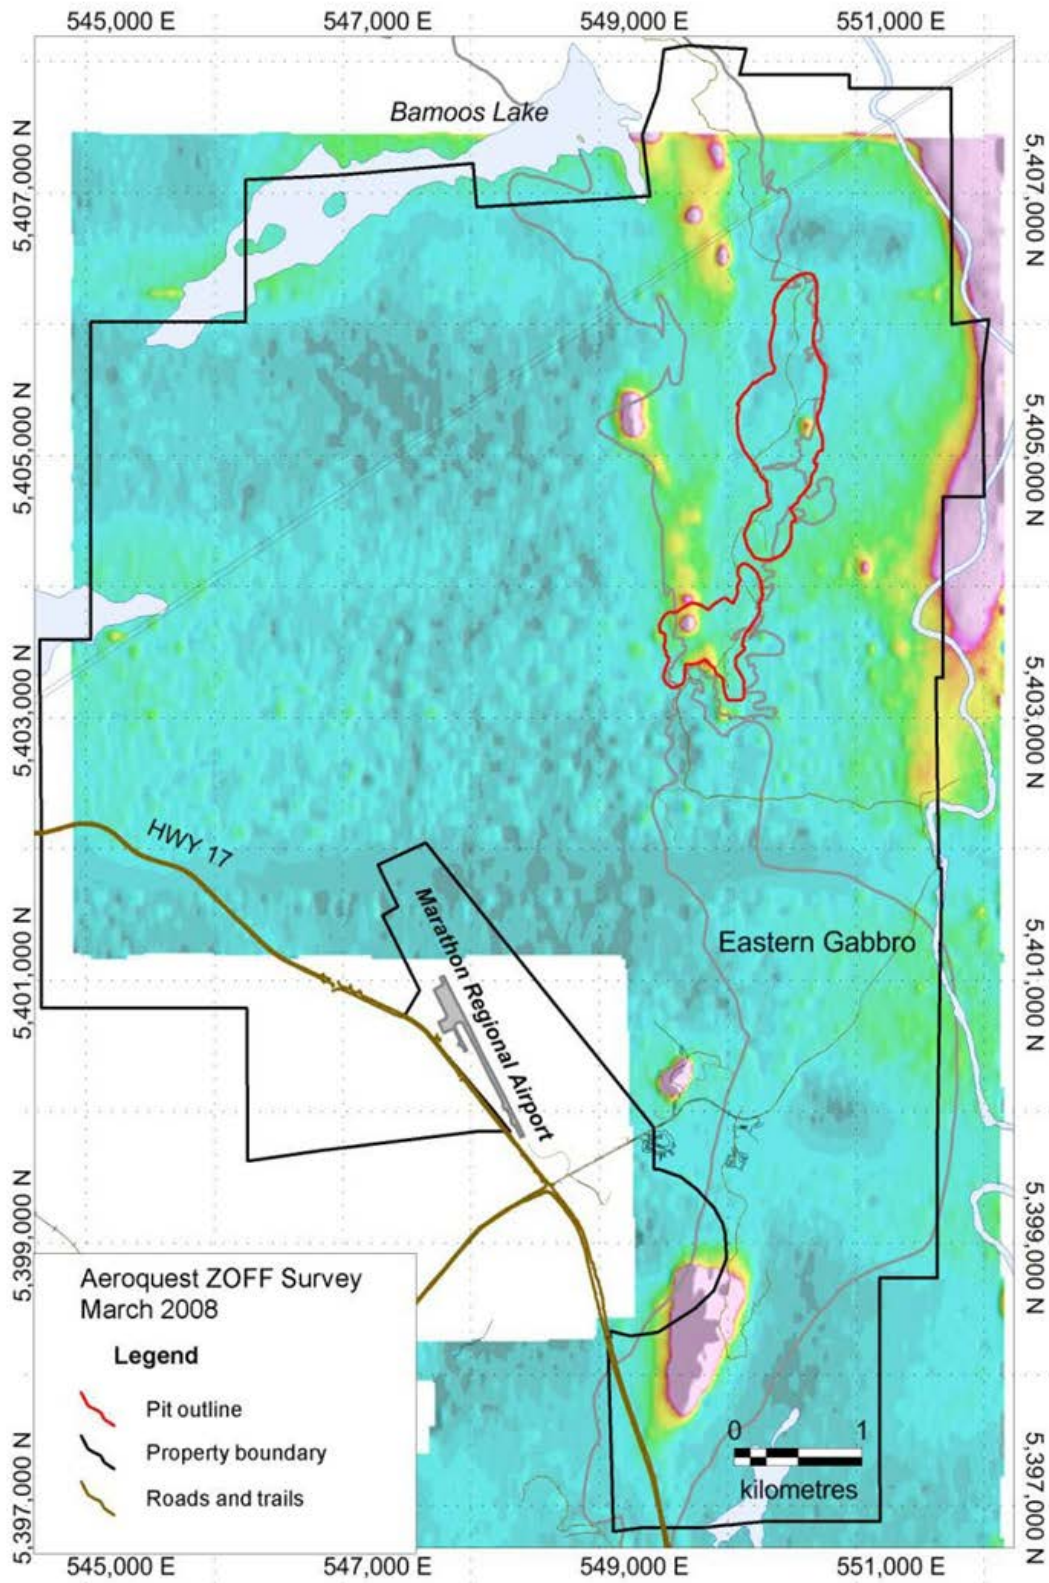 545,000 E
547,000 E
549,000 E
551,000 E
Bamoos Lake
5,407,000 N
5,407,000 N
5,405,000 N
5,405,000 N
5,403,000 N
5,403,000 N
HWY 17
Marathon Regional Airport
Eastern Gabbro
5,401,000 N
5,401,000 N
5,399,000 N
5,399,000 N
Aeroquest ZOFF Survey
March 2008
Legend
Pit outline
Property boundary
Roads and trails
0 1
kilometres
5,397,000 N
5,397,000 N
545,000 E
547,000 E
549,000 E
551,000 E